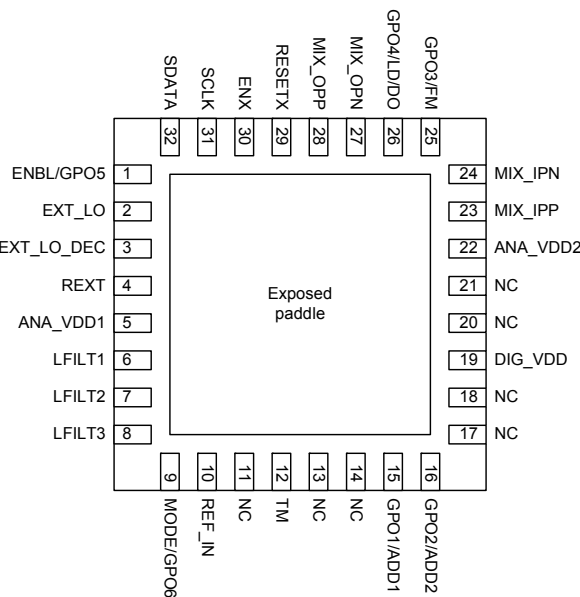 SDATA
SCLK
ENX
RESETX
MIX_OPP
MIX_OPN
GPO4/LD/DO
GPO3/FM
32
31
30
29
28
27
26
25
ENBL/GPO5 1
EXT_LO 2
EXT_LO_DEC 3
REXT 4
ANA_VDD1 5
LFILT1 6
LFILT2 7
LFILT3 8
Exposed
paddle
24 MIX_IPN
23 MIX_IPP
22 ANA_VDD2
21 NC
20 NC
19 DIG_VDD
18 NC
17 NC
9
10
11
12
13
14
15
16
MODE/GPO6
REF_IN
NC
TM
NC
NC
GPO1/ADD1
GPO2/ADD2